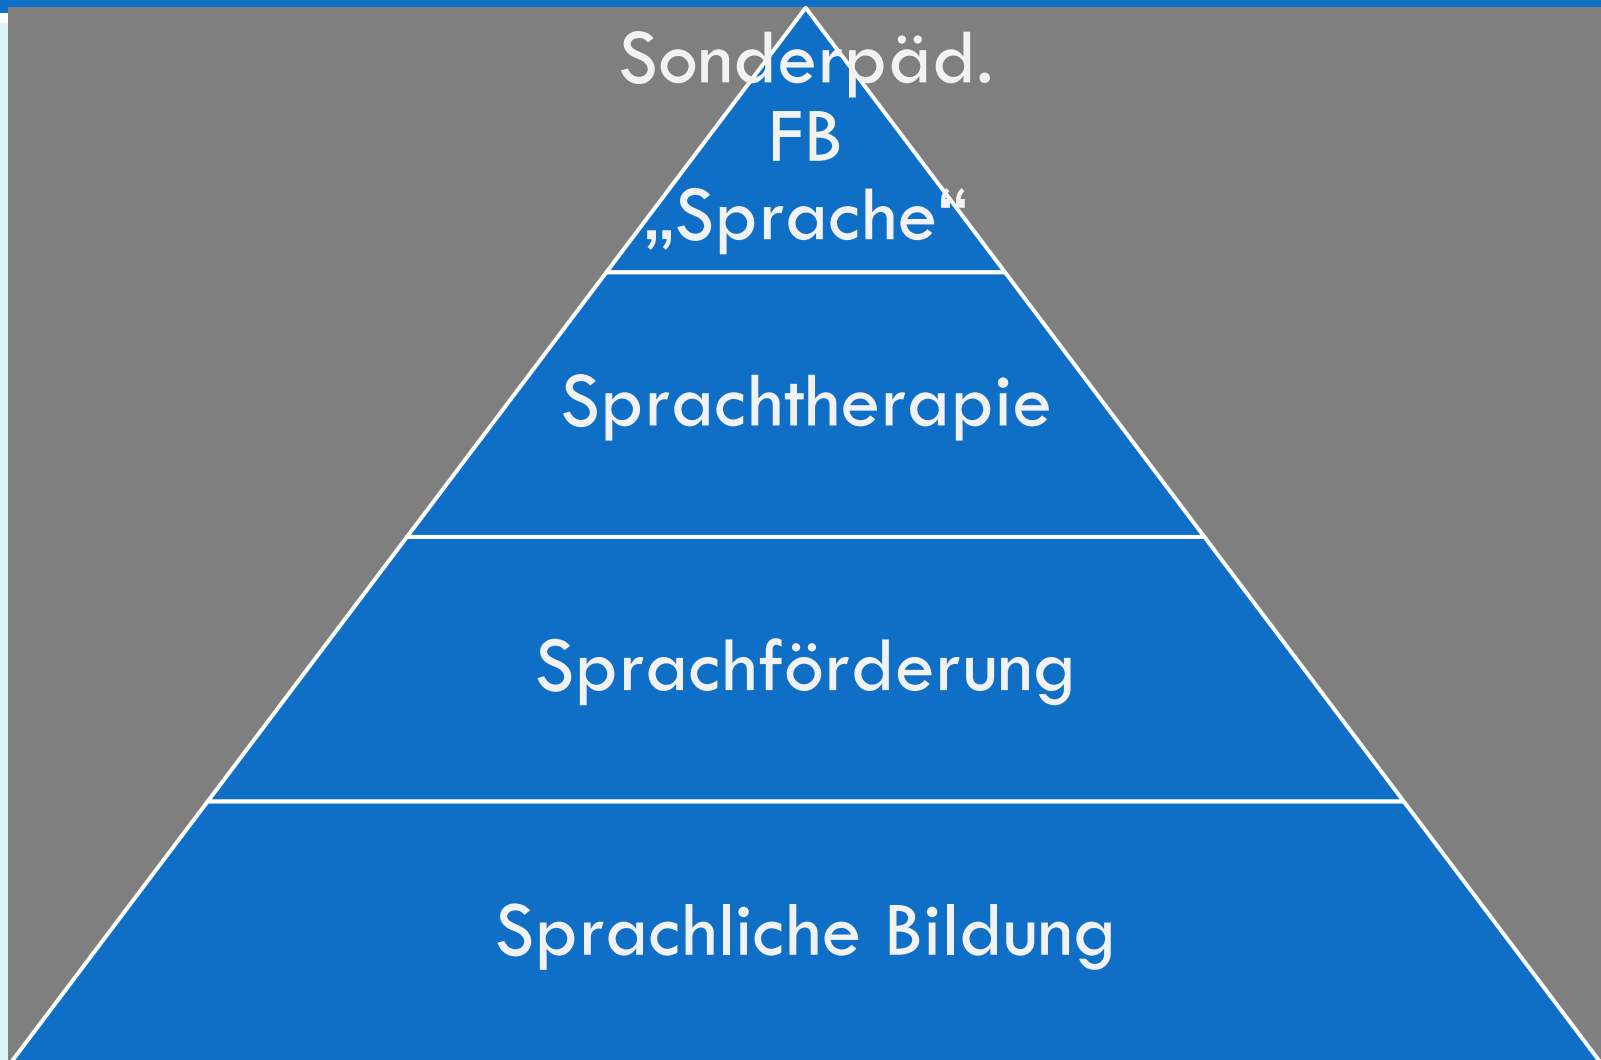 Sonderpäd.
FB
„Sprache“
Sprachtherapie
Sprachförderung
Sprachliche Bildung